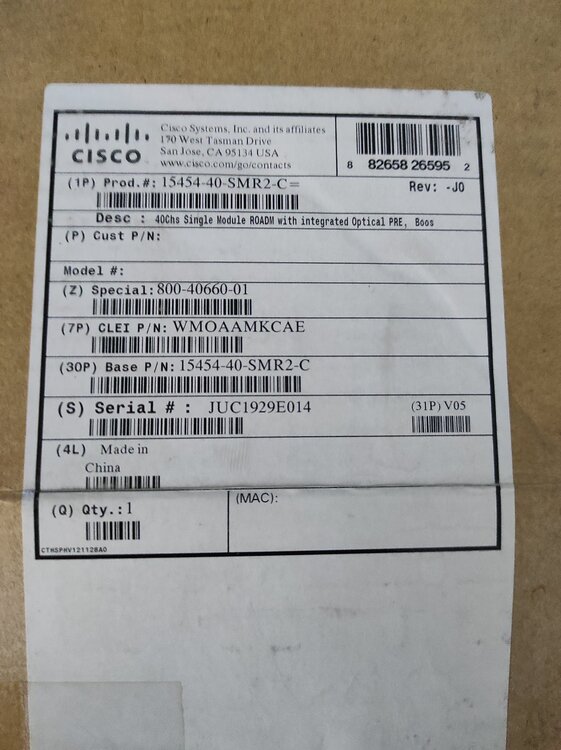 CISCO
Cisco Systems, Inc. and its affiliates
170 West Tasman Drive
San Jose, CA 95134 USA
www.cisco.com/go/contacts
8 82658 26595 2
(1P) Prod.#: 15454-40-SMR2-C=
Rev: -J0
Desc : 40Chs Single Module ROADM with integrated Optical PRE, Boos
(P) Cust P/N:
Model #:
(Z) Special: 800-40660-01
(7P) CLEI P/N: WMOAAMKCAE
(30P) Base P/N: 15454-40-SMR2-C
(S) Serial # : JUC1929E014
(31P) V05
(4L) Made in
China
(Q) Qty.: 1
(MAC):
CTHSPHV121128A0